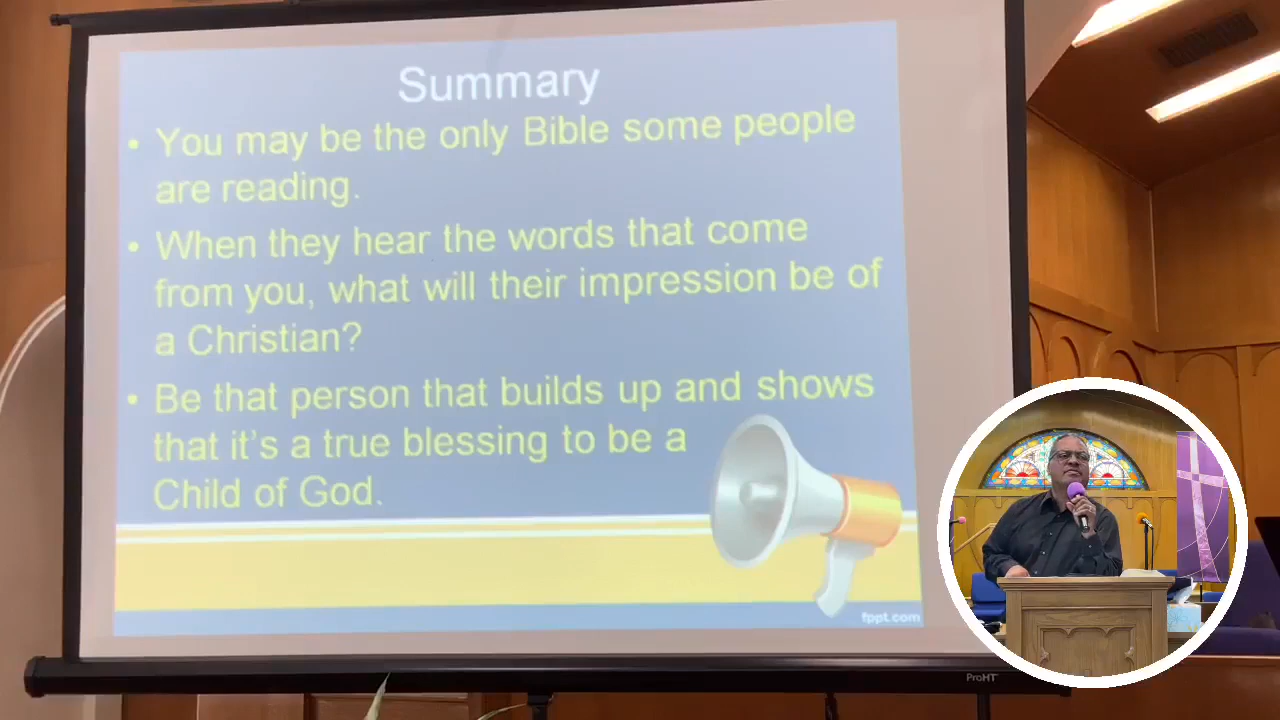 Summary
• You may be the only Bible some people
are reading.
• When they hear the words that come
from you, what will their impression be of
a Christian?
• Be that person that builds up and shows
that it's a true blessing to be a
Child of God.
fppt.com
ProHT